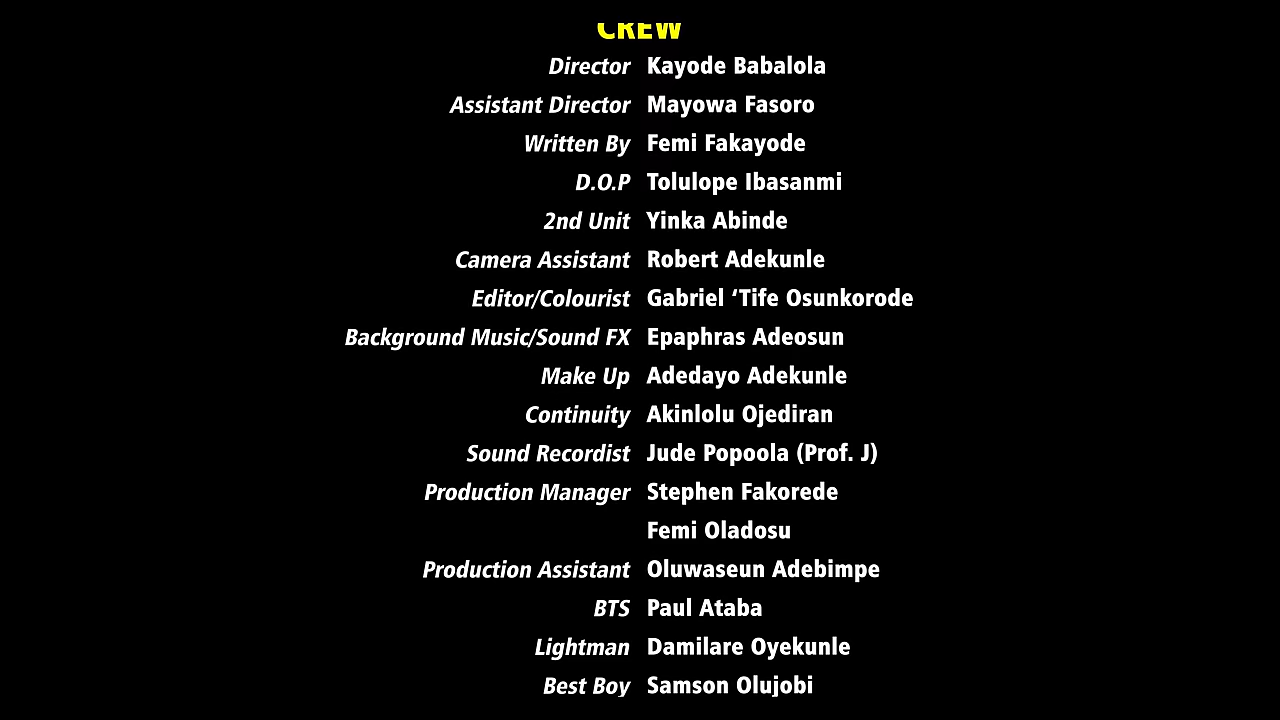 CREW
Director Kayode Babalola
Assistant Director Mayowa Fasoro
Written By Femi Fakayode
D.O.P Tolulope Ibasanmi
2nd Unit Yinka Abinde
Camera Assistant Robert Adekunle
Editor/Colourist Gabriel ‘Tife Osunkorode
Background Music/Sound FX Epaphras Adeosun
Make Up Adedayo Adekunle
Continuity Akinlolu Ojediran
Sound Recordist Jude Popoola (Prof. J)
Production Manager Stephen Fakorede
Femi Oladosu
Production Assistant Oluwaseun Adebimpe
BTS Paul Ataba
Lightman Damilare Oyekunle
Best Boy Samson Olujobi